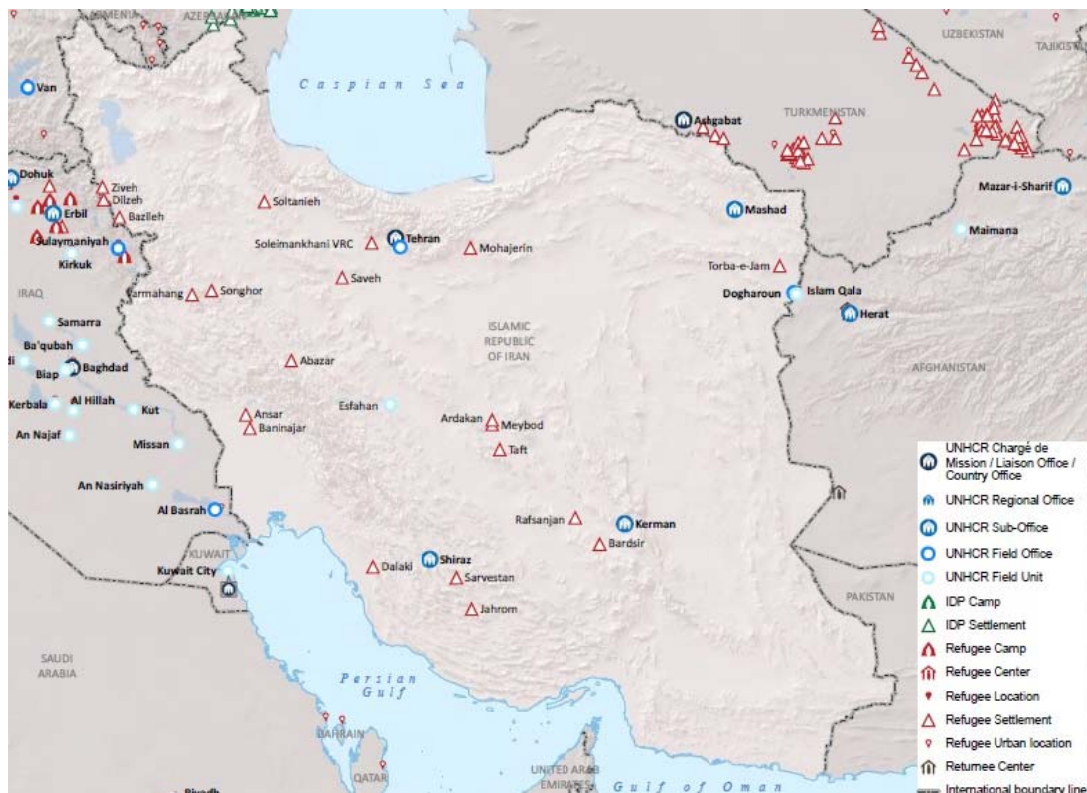 ARMENIA
AZERBAIJAN
UZBEKISTAN
TAJIKISTAN
Caspian Sea
Van
TURKMENISTAN
Ashgabat
Dohuk
Ziveh
Dilzeh
Mazar-i-Sharif
Erbil
Bazileh
Soltanieh
Mashad
Sulaymaniyah
Soleimankhani VRC
Tehran
Mohajerin
Maimana
Kirkuk
Torba-e-Jam
IRAQ
Varmahang
Songhor
Saveh
Dogharoun
Islam Qala
Herat
Samarra
ISLAMIC
REPUBLIC
OF IRAN
Ba'qubah
di
Biap
Baghdad
Abazar
AFGHANISTAN
Kerbala
Al Hillah
Kut
Ansar
Baninajar
Esfahan
Ardakan
Meybod
An Najaf
Missan
Taft
An Nasiriyah
Al Basrah
Rafsanjan
Kerman
Bardsir
KUWAIT
Kuwait City
Dalaki
Shiraz
Sarvestan
Jahrom
PAKISTAN
SAUDI
ARABIA
Persian
Gulf
BAHRAIN
QATAR
UNITED ARAB
EMIRATES
Gulf of Oman
Riyadh
UNHCR Chargé de
Mission / Liaison Office /
Country Office
UNHCR Regional Office
UNHCR Sub-Office
UNHCR Field Office
UNHCR Field Unit
IDP Camp
IDP Settlement
Refugee Camp
Refugee Center
Refugee Location
Refugee Settlement
Refugee Urban location
Returnee Center
International boundary line